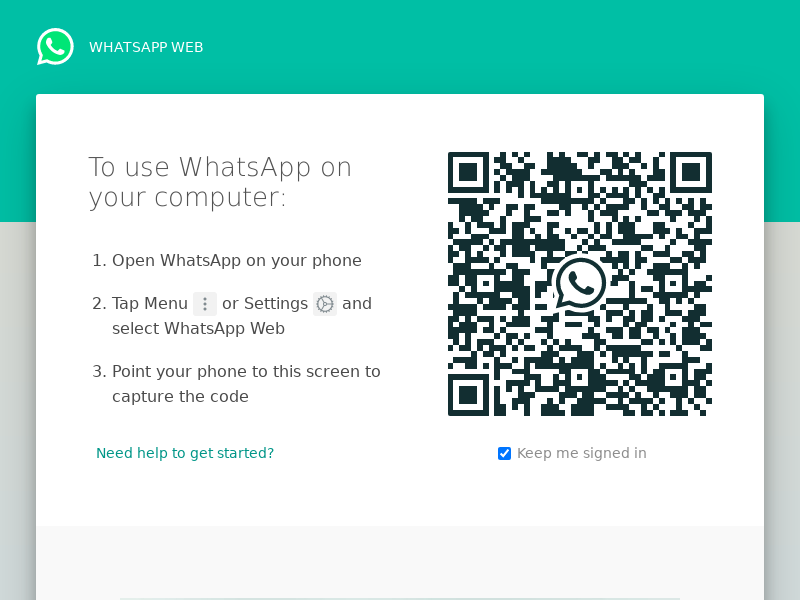 WHATSAPP WEB
To use WhatsApp on
your computer:
1. Open WhatsApp on your phone
2. Tap Menu or Settings and
select WhatsApp Web
3. Point your phone to this screen to
capture the code
Need help to get started?
Keep me signed in